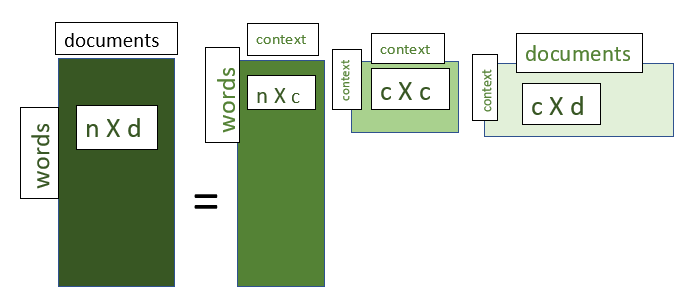 documents
words
n X d
=
context
words
n X c
context
context
c X c
documents
context
c X d